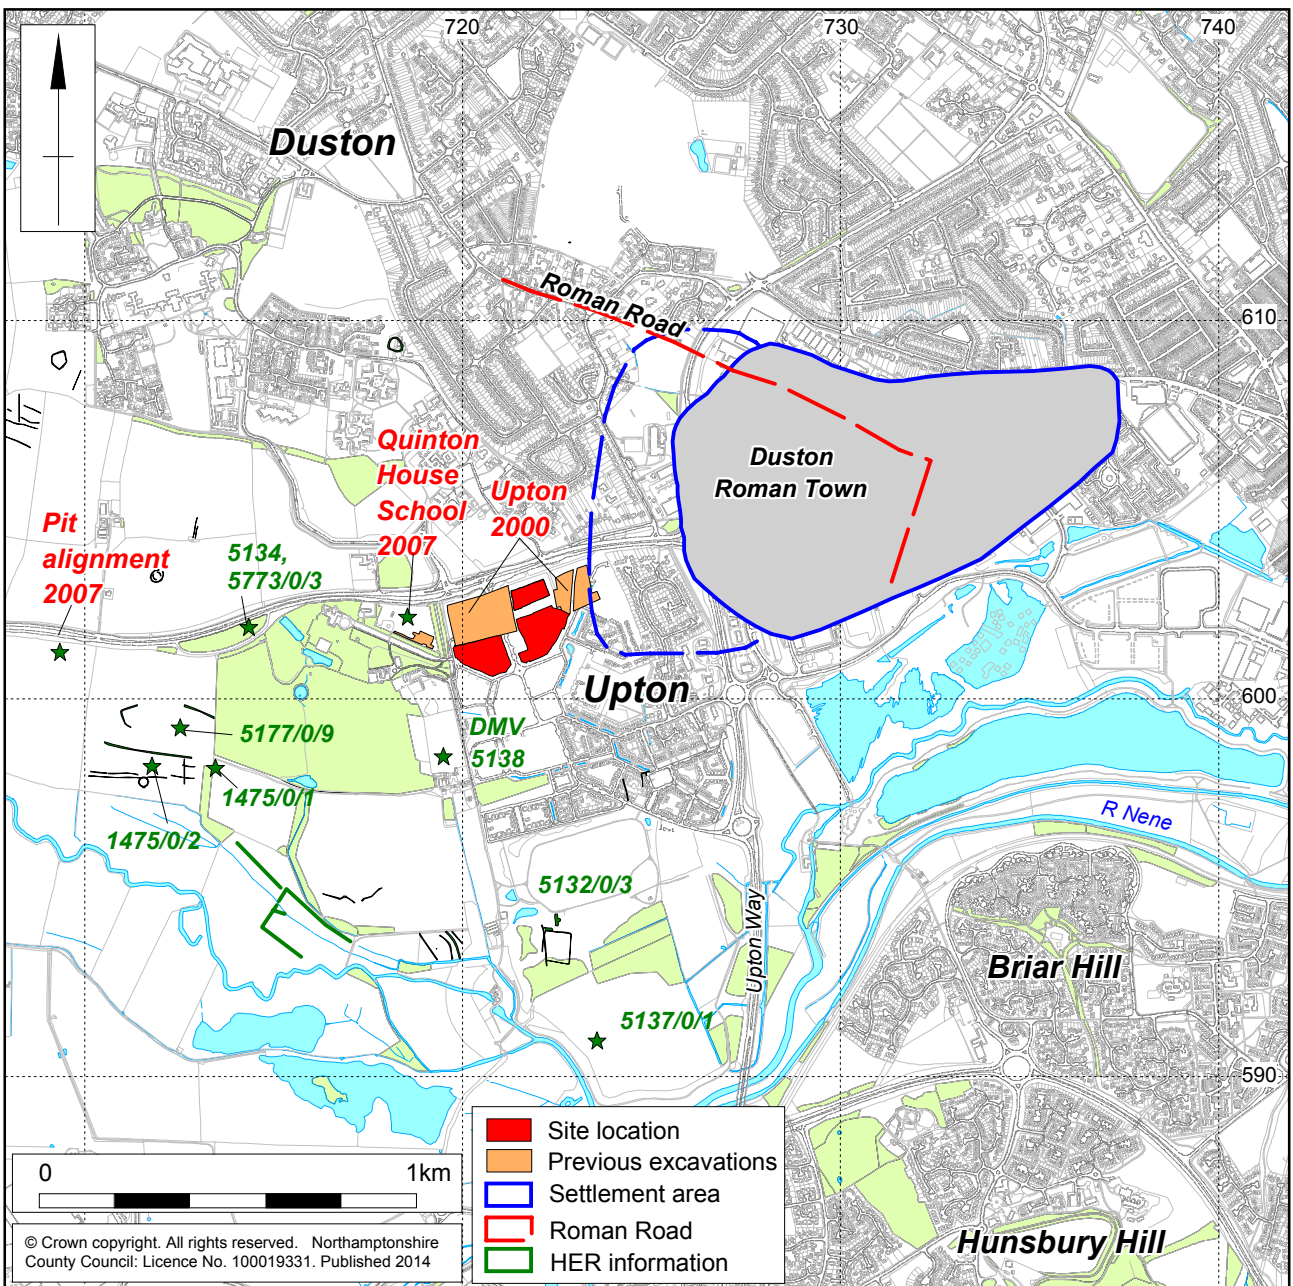 720
730
740
Duston
Roman Road
610
Duston
Roman Town
Quinton
House
School
2007
Upton
2000
Pit
alignment
2007
5134,
5773/0/3
Upton
600
DMV
5138
5177/0/9
1475/0/1
1475/0/2
R Nene
5132/0/3
Upton Way
Briar Hill
5137/0/1
590
Site location
Previous excavations
Settlement area
Roman Road
HER information
0 1km
© Crown copyright. All rights reserved. Northamptonshire
County Council: Licence No. 100019331. Published 2014
Hunsbury Hill